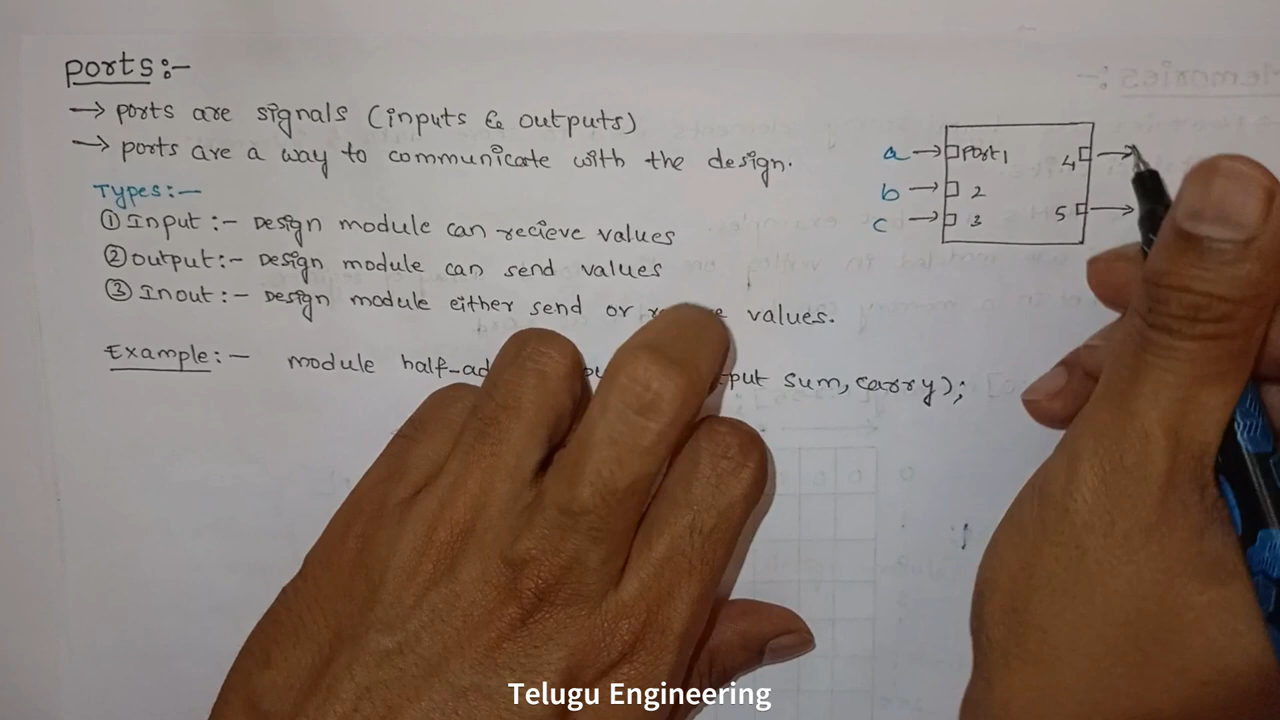 Ports:-
→ ports are signals (inputs & outputs)
→ ports are a way to communicate with the design.
Types:-
① Input :- Design module can recieve values
② output:- Design module can send values
③ Inout :- Design module either send or values.
Example:- module half-ad put sum, carry);
a → port1
b → 2
c → 3
4 →
5 →
Memories :-
Telugu Engineering